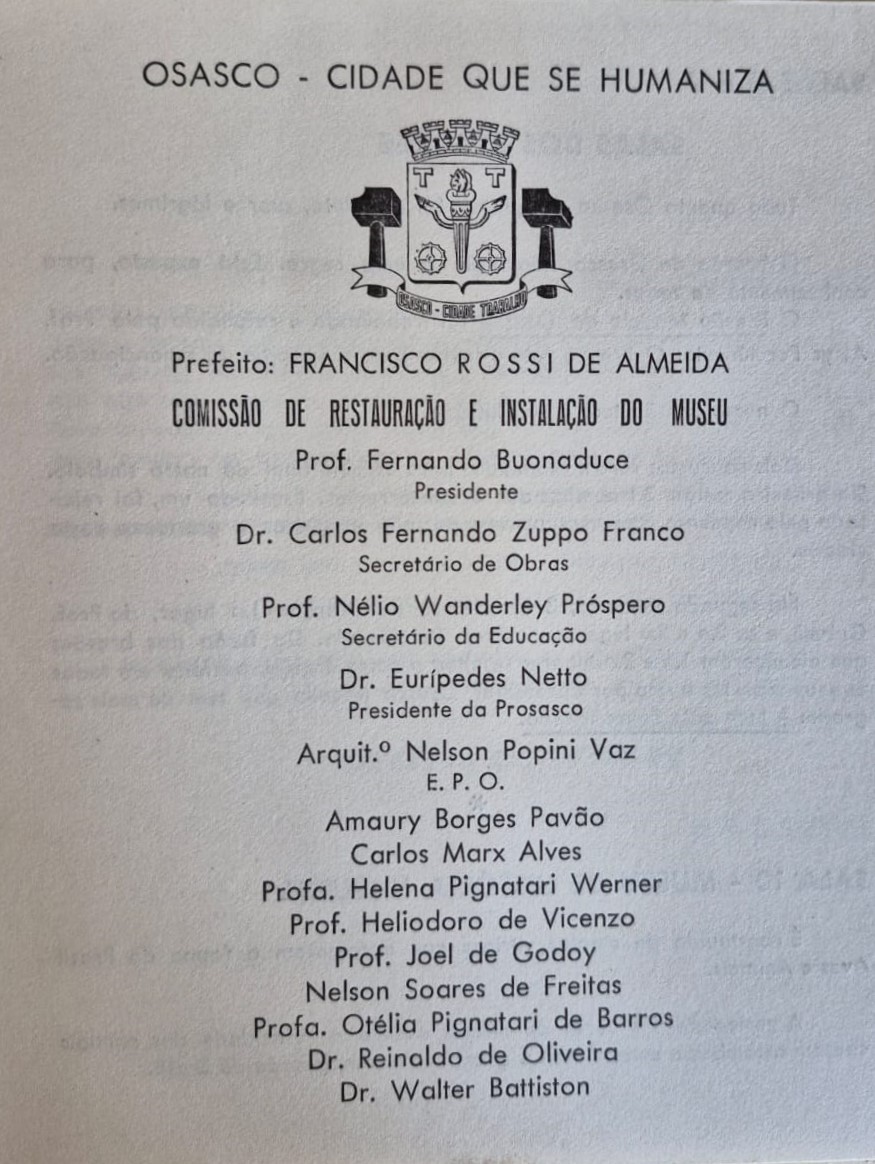 OSASCO - CIDADE QUE SE HUMANIZA
T T
OSASCO - CIDADE TRABALHO
Prefeito: FRANCISCO ROSSI DE ALMEIDA
COMISSÃO DE RESTAURAÇÃO E INSTALAÇÃO DO MUSEU
Prof. Fernando Buonaduce
Presidente
Dr. Carlos Fernando Zuppo Franco
Secretário de Obras
Prof. Nélio Wanderley Próspero
Secretário da Educação
Dr. Eurípedes Netto
Presidente da Prosasco
Arquit.º Nelson Popini Vaz
E. P. O.
Amaury Borges Pavão
Carlos Marx Alves
Profa. Helena Pignatari Werner
Prof. Heliodoro de Vicenzo
Prof. Joel de Godoy
Nelson Soares de Freitas
Profa. Otélia Pignatari de Barros
Dr. Reinaldo de Oliveira
Dr. Walter Battiston